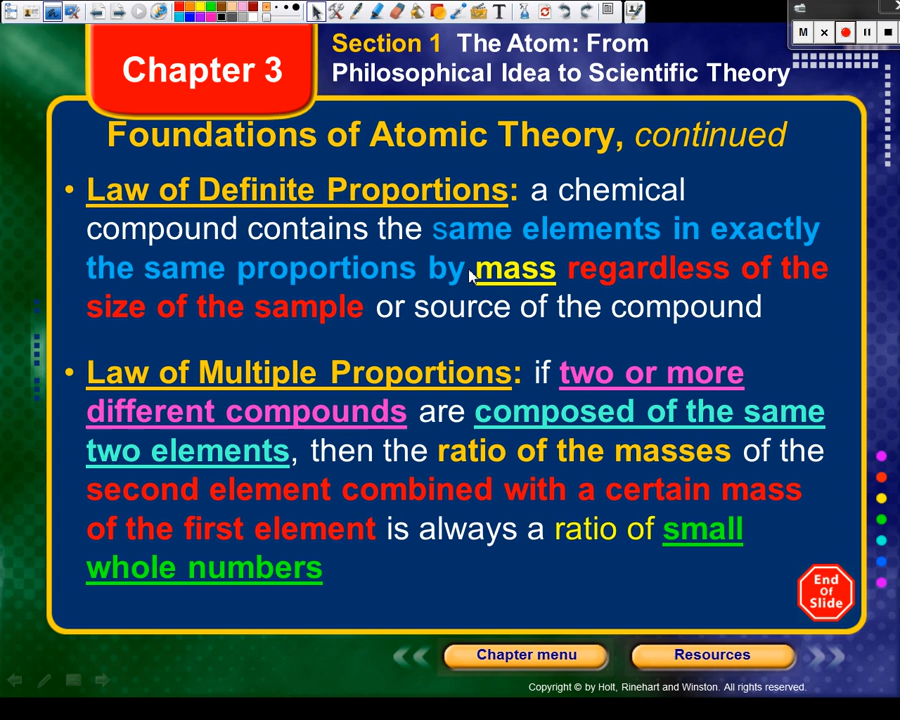 M
Section 1 The Atom: From
Philosophical Idea to Scientific Theory
Chapter 3
Foundations of Atomic Theory, continued
• Law of Definite Proportions: a chemical
compound contains the same elements in exactly
the same proportions by mass regardless of the
size of the sample or source of the compound
• Law of Multiple Proportions: if two or more
different compounds are composed of the same
two elements, then the ratio of the masses of the
second element combined with a certain mass
of the first element is always a ratio of small
whole numbers
End
Of
Slide
Chapter menu
Resources
Copyright © by Holt, Rinehart and Winston. All rights reserved.